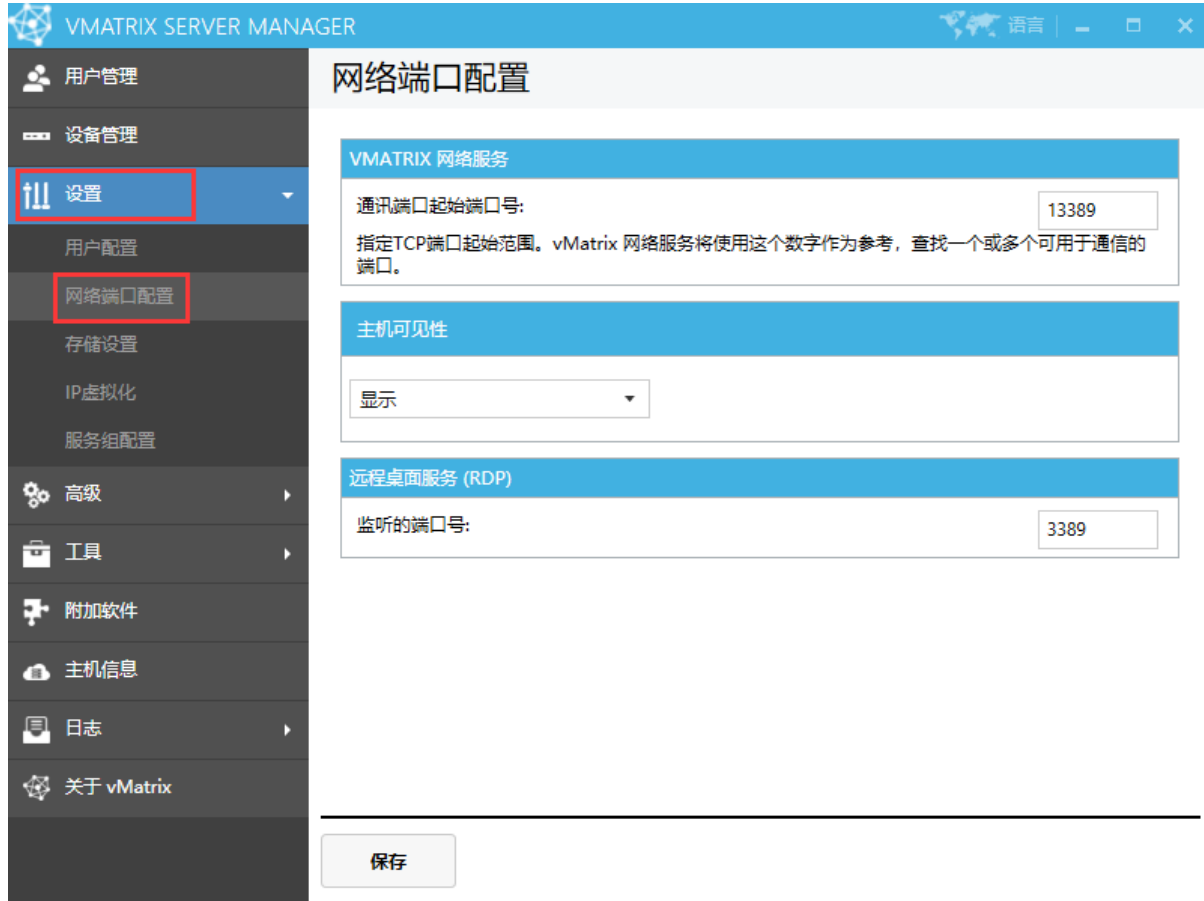 VMATRIX SERVER MANAGER
语言
用户管理
设备管理
设置
用户配置
网络端口配置
存储设置
IP虚拟化
服务组配置
高级
工具
附加软件
主机信息
日志
关于 vMatrix
网络端口配置
VMATRIX 网络服务
通讯端口起始端口号:
13389
指定TCP端口起始范围。vMatrix 网络服务将使用这个数字作为参考，查找一个或多个可用于通信的
端口。
主机可见性
显示
远程桌面服务 (RDP)
监听的端口号:
3389
保存